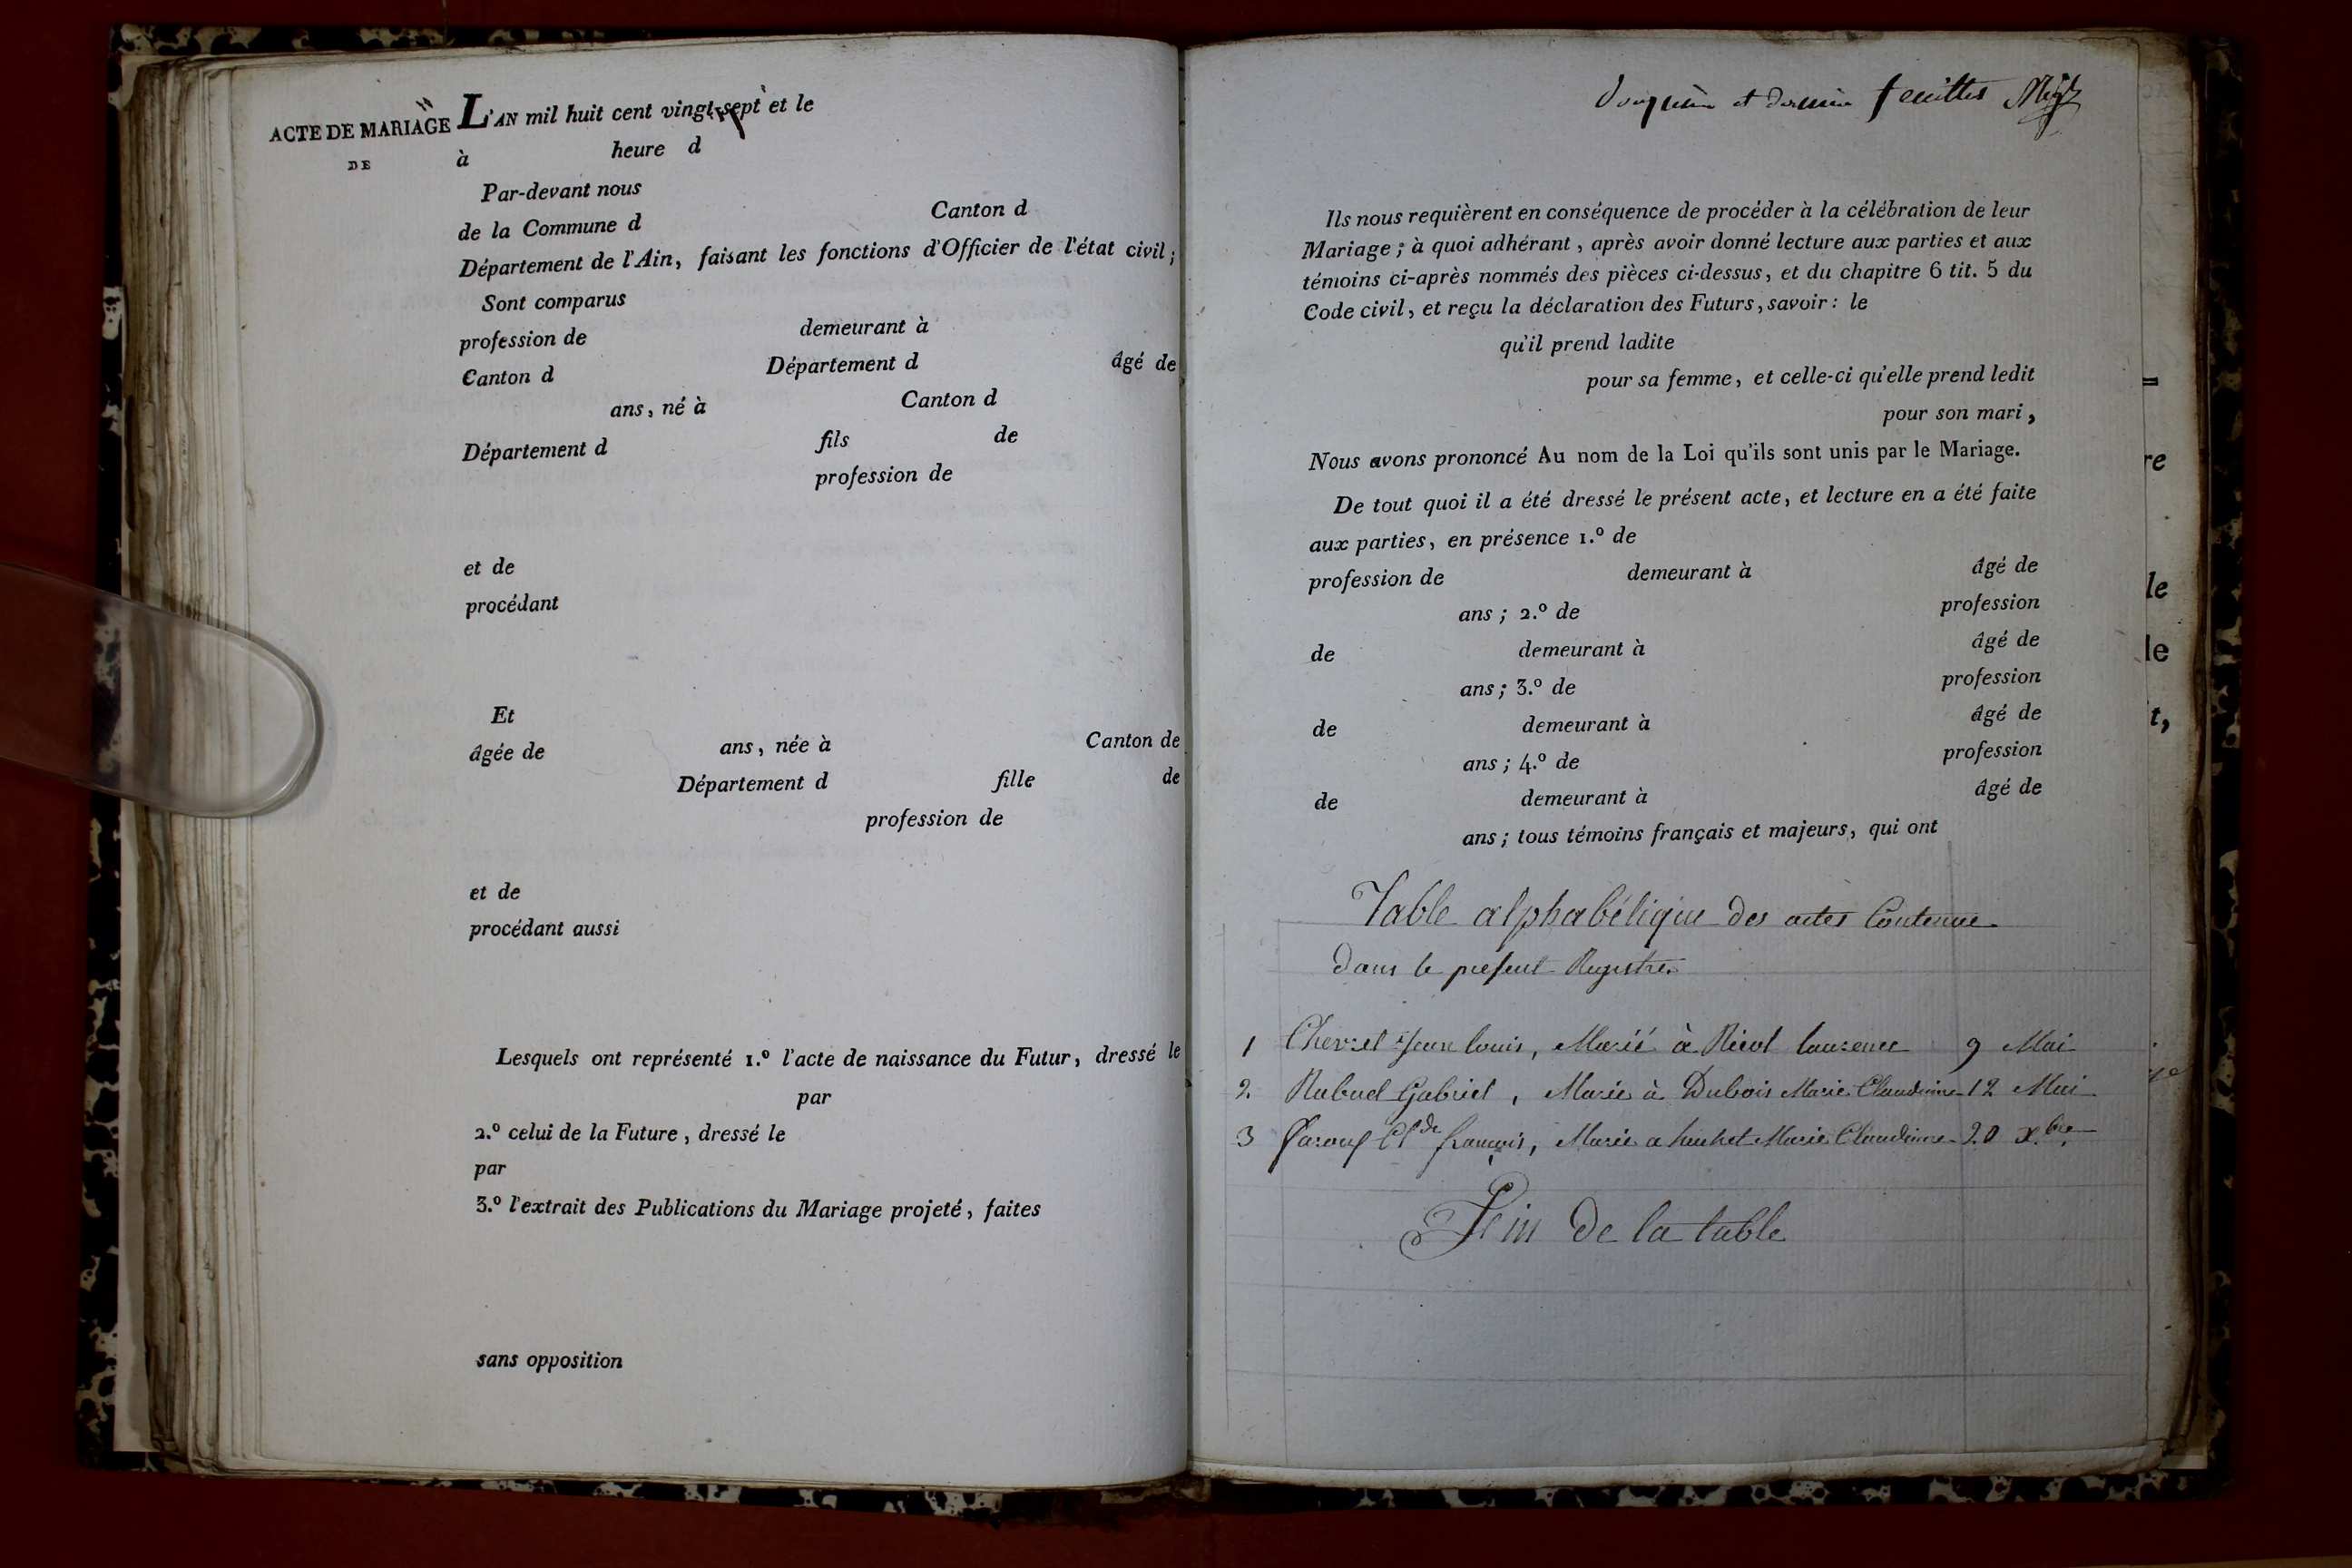 ACTE DE MARIAGE
DE
L'AN mil huit cent vingt-sept et le
à heure d
Par-devant nous
de la Commune d Canton d
Département de l'Ain, faisant les fonctions d'Officier de l'état civil;
Sont comparus
profession de demeurant à
Canton d Département d âgé de
ans, né à Canton d
Département d fils de
profession de
et de
procédant
Et
âgée de ans, née à Canton de
Département d fille de
profession de
et de
procédant aussi
Lesquels ont représenté 1.º l'acte de naissance du Futur, dressé le
par
2.º celui de la Future, dressé le
par
3.º l'extrait des Publications du Mariage projeté, faites
sans opposition
et dernier feuillet
Ils nous requièrent en conséquence de procéder à la célébration de leur
Mariage; à quoi adhérant, après avoir donné lecture aux parties et aux
témoins ci-après nommés des pièces ci-dessus, et du chapitre 6 tit. 5 du
Code civil, et reçu la déclaration des Futurs, savoir: le
qu'il prend ladite
pour sa femme, et celle-ci qu'elle prend ledit
pour son mari,
Nous avons prononcé Au nom de la Loi qu'ils sont unis par le Mariage.
De tout quoi il a été dressé le présent acte, et lecture en a été faite
aux parties, en présence 1.º de
profession de demeurant à âgé de
ans; 2.º de profession
de demeurant à âgé de
ans; 3.º de profession
de demeurant à âgé de
ans; 4.º de profession
de demeurant à âgé de
ans; tous témoins français et majeurs, qui ont
Table alphabétique des actes Contenue
dans le présent Registre.
1 Jean louis, Marié à laurence 9 Mai
2. Rabuel Gabriel, Marié à Dubois Marie Claudine 12 Mai
3 Cl.de françois, Marié a Marie Claudine 20 X.bre
Fin de la table